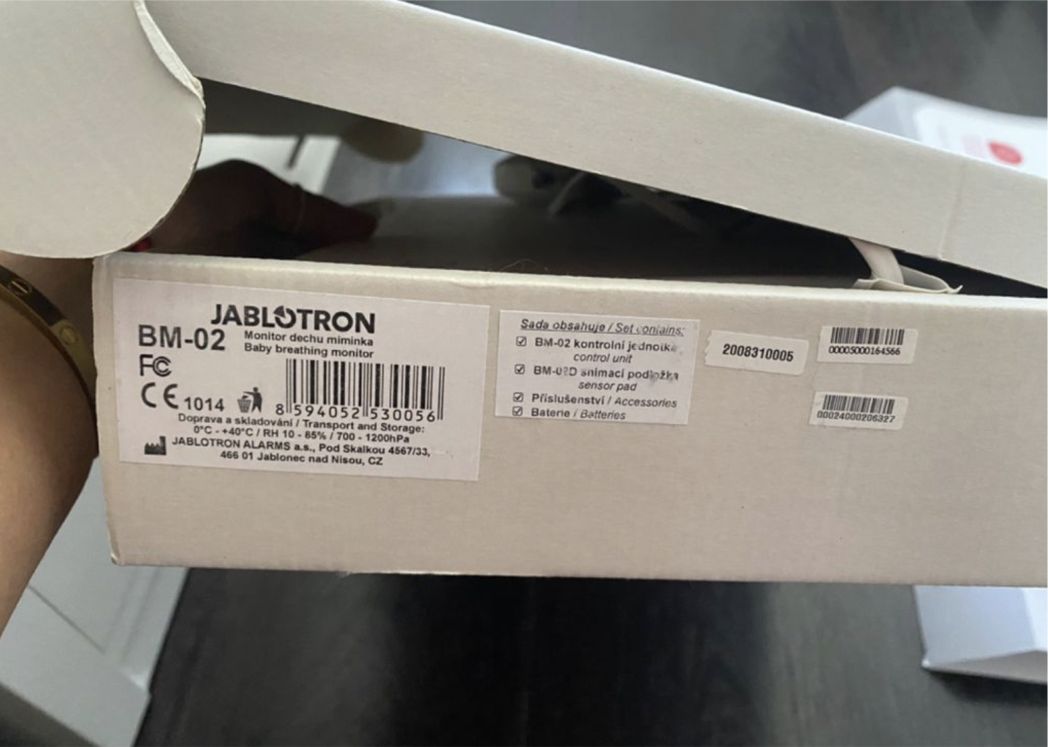 JABLOTRON
BM-02
Monitor dechu miminka
Baby breathing monitor
FC
CE 1014
8 594052 530056
Doprava a skladování / Transport and Storage:
0°C - +40°C / RH 10 - 85% / 700 - 1200hPa
JABLOTRON ALARMS a.s., Pod Skalkou 4567/33,
466 01 Jablonec nad Nisou, CZ
Sada obsahuje / Set contains:
BM-02 kontrolní jednotka
control unit
BM-02D snímací podložka
sensor pad
Příslušenství / Accessories
Baterie / Batteries
2008310005
00005000164566
00024000206327